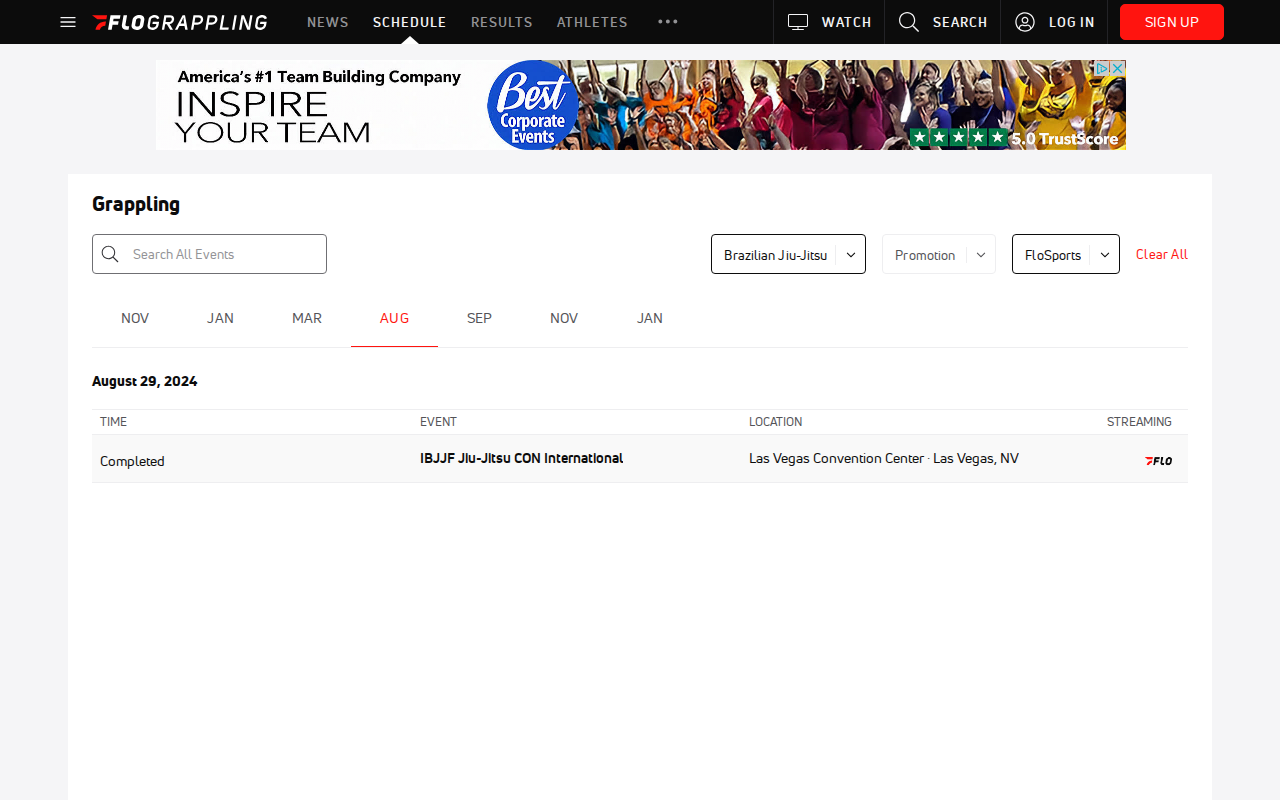 FLOGRAPPLING NEWS SCHEDULE RESULTS ATHLETES ••• WATCH SEARCH LOG IN SIGN UP
America's #1 Team Building Company
INSPIRE
YOUR TEAM
Best
Corporate
Events
5.0 TrustScore
Grappling
Search All Events Brazilian Jiu-Jitsu Promotion FloSports Clear All
NOV JAN MAR AUG SEP NOV JAN
August 29, 2024
TIME EVENT LOCATION STREAMING
Completed IBJJF Jiu-Jitsu CON International Las Vegas Convention Center · Las Vegas, NV FLO